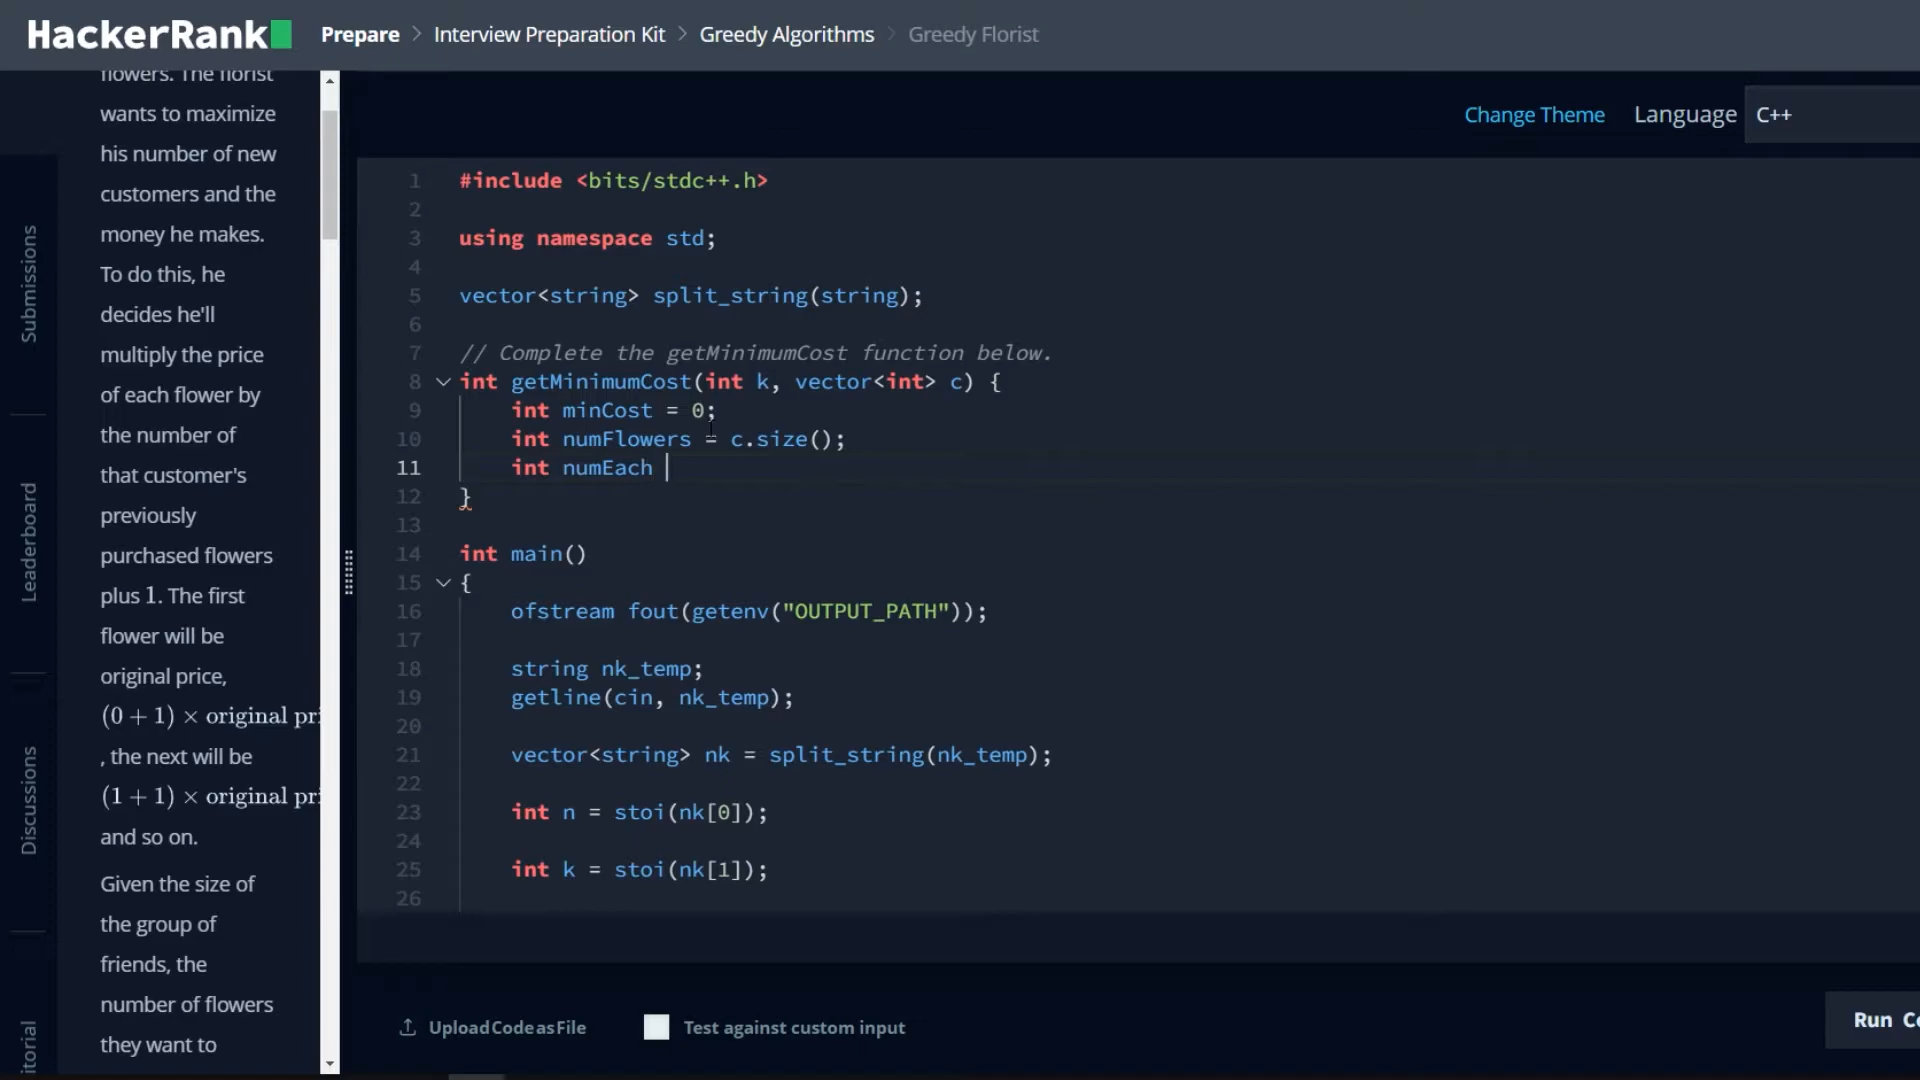 HackerRank
Prepare > Interview Preparation Kit > Greedy Algorithms > Greedy Florist
flowers. The florist
wants to maximize
his number of new
customers and the
money he makes.
To do this, he
decides he'll
multiply the price
of each flower by
the number of
that customer's
previously
purchased flowers
plus 1. The first
flower will be
original price,
(0 + 1) × original pri
, the next will be
(1 + 1) × original pri
and so on.
Given the size of
the group of
friends, the
number of flowers
they want to
Submissions
Leaderboard
Discussions
itorial
Change Theme Language C++
1 #include <bits/stdc++.h>
2
3 using namespace std;
4
5 vector<string> split_string(string);
6
7 // Complete the getMinimumCost function below.
8 int getMinimumCost(int k, vector<int> c) {
9 int minCost = 0;
10 int numFlowers = c.size();
11 int numEach
12 }
13
14 int main()
15 {
16 ofstream fout(getenv("OUTPUT_PATH"));
17
18 string nk_temp;
19 getline(cin, nk_temp);
20
21 vector<string> nk = split_string(nk_temp);
22
23 int n = stoi(nk[0]);
24
25 int k = stoi(nk[1]);
26
Upload Code as File Test against custom input
Run Co